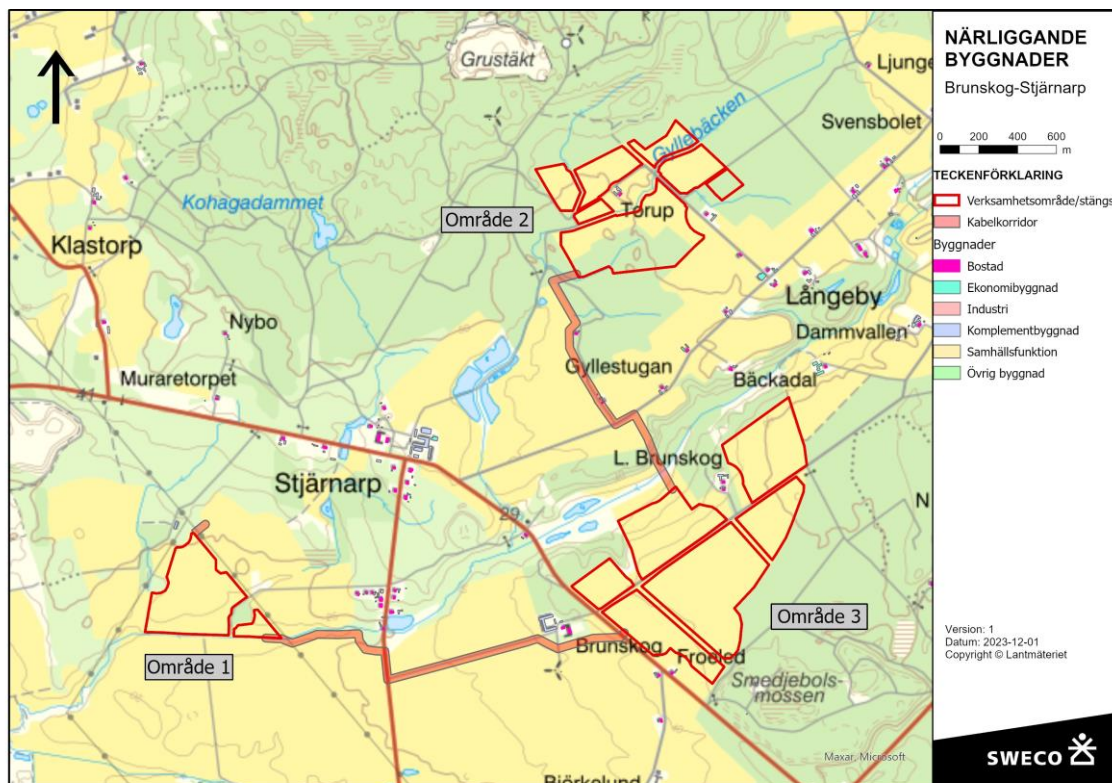 NÄRLIGGANDE
BYGGNADER
Brunskog-Stjärnarp
0 200 400 600
m
TECKENFÖRKLARING
Verksamhetsområde/stängs
Kabelkorridor
Byggnader
Bostad
Ekonomibyggnad
Industri
Komplementbyggnad
Samhällsfunktion
Övrig byggnad
Version: 1
Datum: 2023-12-01
Copyright © Lantmäteriet
SWECO
Grustäkt
Ljunge
Svensbolet
Gyllebäcken
Kohagadammet
Område 2
Torup
Klastorp
Långeby
Dammvallen
Nybo
Gyllestugan
Bäckadal
Muraretorpet
41
L. Brunskog
Stjärnarp
N
29
Område 3
Brunskog
Froeled
Område 1
Smedjebols-
mossen
Maxar, Microsoft
Björkelund